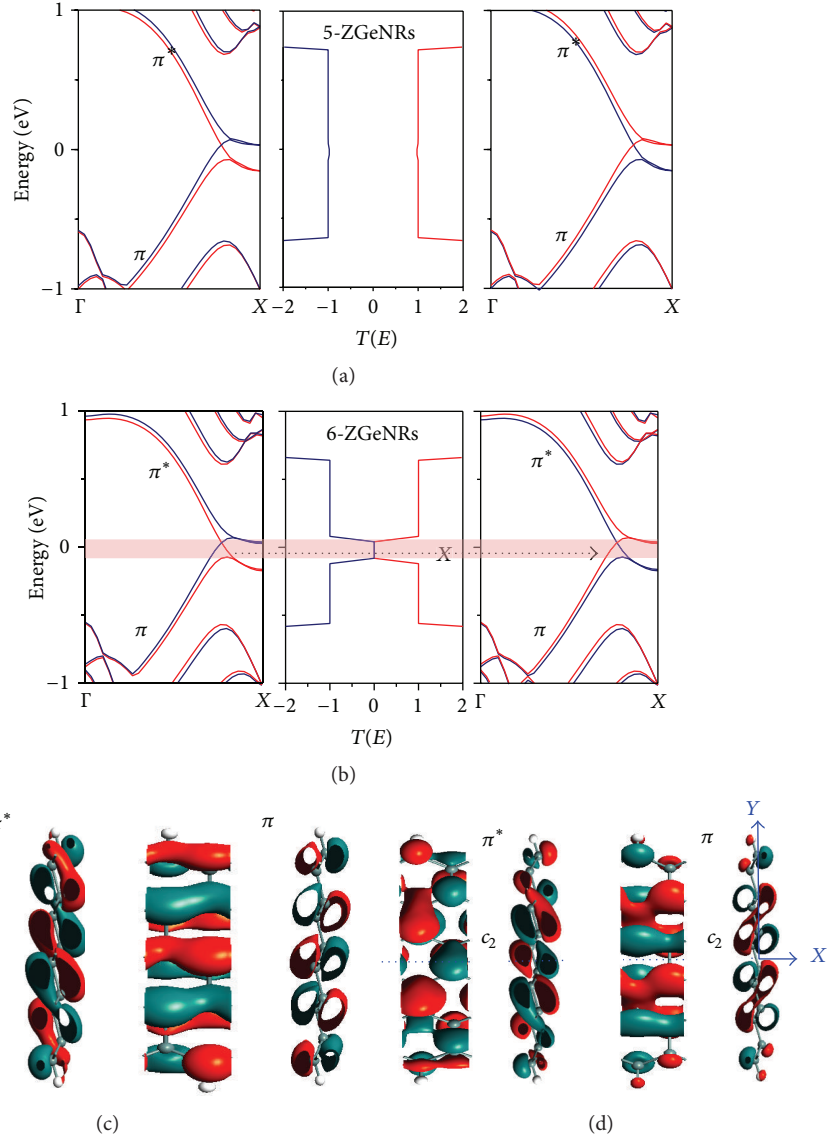 1
5-ZGeNRs
π*
π*
Energy (eV)
0
π
π
−1
Γ
X
−2
−1
0
1
2
Γ
X
T(E)
(a)
1
6-ZGeNRs
π*
π*
Energy (eV)
0
X
π
π
−1
Γ
X
−2
−1
0
1
2
Γ
X
T(E)
(b)
*
π
π*
π
Y
c2
c2
X
(c)
(d)